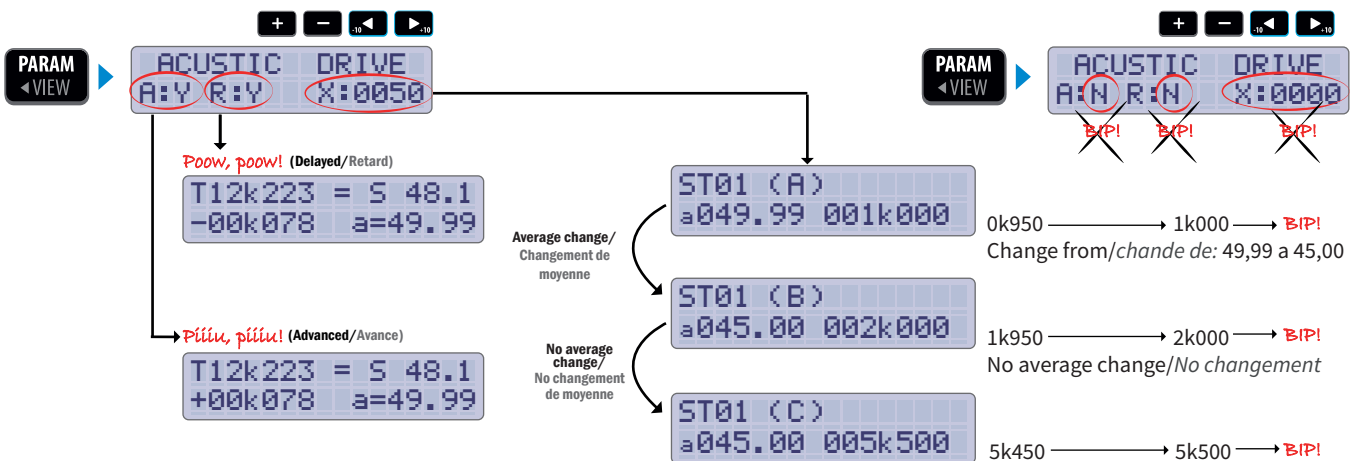 + - -10◄ ►+10
PARAM
◄VIEW
ACUSTIC DRIVE
A:Y R:Y X:0050
Poow, poow! (Delayed/Retard)
T12k223 = S 48.1
-00k078 a=49.99
Píííu, píííu! (Advanced/Avance)
T12k223 = S 48.1
+00k078 a=49.99
ST01 (A)
a049.99 001k000
Average change/
Changement de
moyenne
ST01 (B)
a045.00 002k000
No average
change/
No changement
de moyenne
ST01 (C)
a045.00 005k500
+ - -10◄ ►+10
PARAM
◄VIEW
ACUSTIC DRIVE
A:N R:N X:0000
BIP! BIP! BIP!
0k950 1k000 BIP!
Change from/chande de: 49,99 a 45,00
1k950 2k000 BIP!
No average change/No changement
5k450 5k500 BIP!